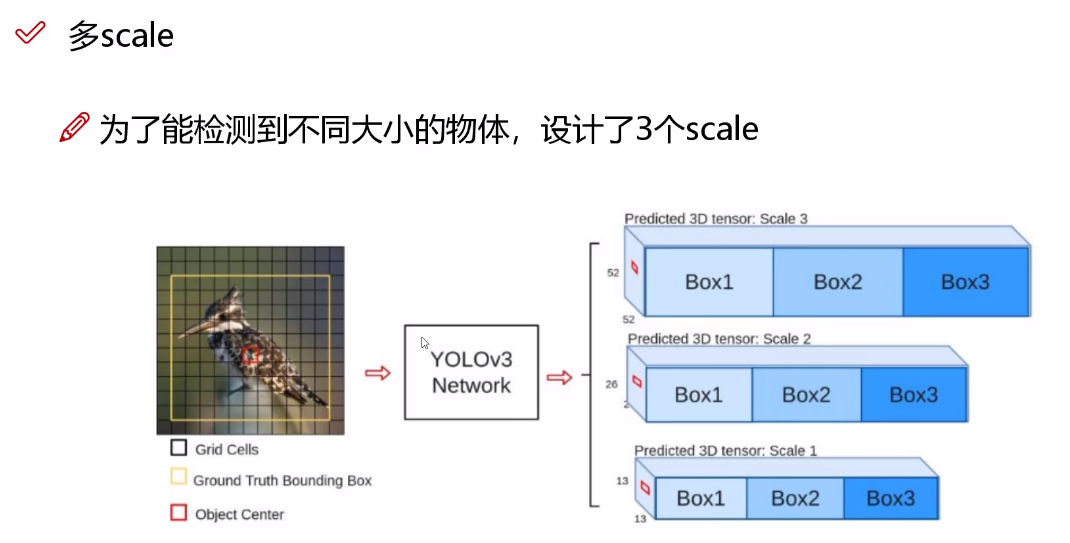 多scale
为了能检测到不同大小的物体，设计了3个scale
Predicted 3D tensor: Scale 3
52
Box1 Box2 Box3
52
Predicted 3D tensor: Scale 2
YOLOv3
Network
26
Box1 Box2 Box3
Predicted 3D tensor: Scale 1
Grid Cells
13
Ground Truth Bounding Box
Box1 Box2 Box3
Object Center
13